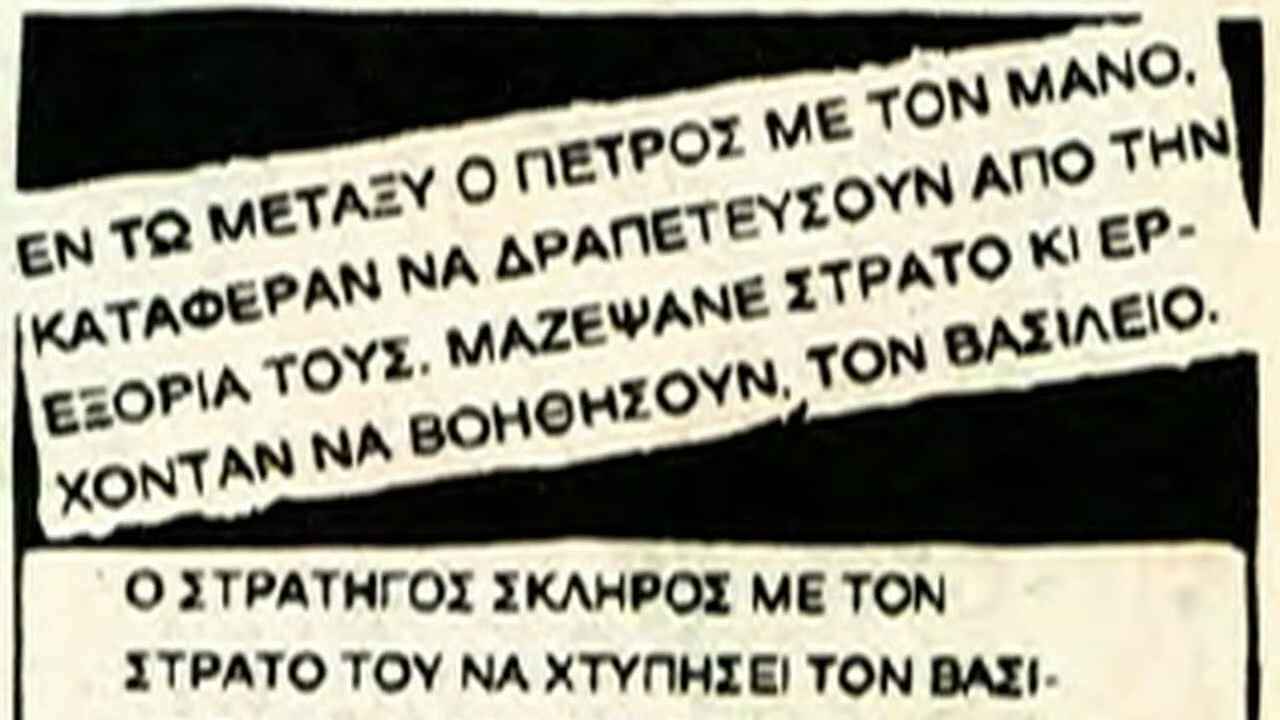 ΕΝ ΤΩ ΜΕΤΑΞΥ Ο ΠΕΤΡΟΣ ΜΕ ΤΟΝ ΜΑΝΟ,
ΚΑΤΑΦΕΡΑΝ ΝΑ ΔΡΑΠΕΤΕΥΣΟΥΝ ΑΠΟ ΤΗΝ
ΕΞΟΡΙΑ ΤΟΥΣ. ΜΑΖΕΨΑΝΕ ΣΤΡΑΤΟ ΚΙ ΕΡ-
ΧΟΝΤΑΝ ΝΑ ΒΟΗΘΗΣΟΥΝ, ΤΟΝ ΒΑΣΙΛΕΙΟ.
Ο ΣΤΡΑΤΗΓΟΣ ΣΚΛΗΡΟΣ ΜΕ ΤΟΝ
ΣΤΡΑΤΟ ΤΟΥ ΝΑ ΧΤΥΠΗΣΕΙ ΤΟΝ ΒΑΣΙ-